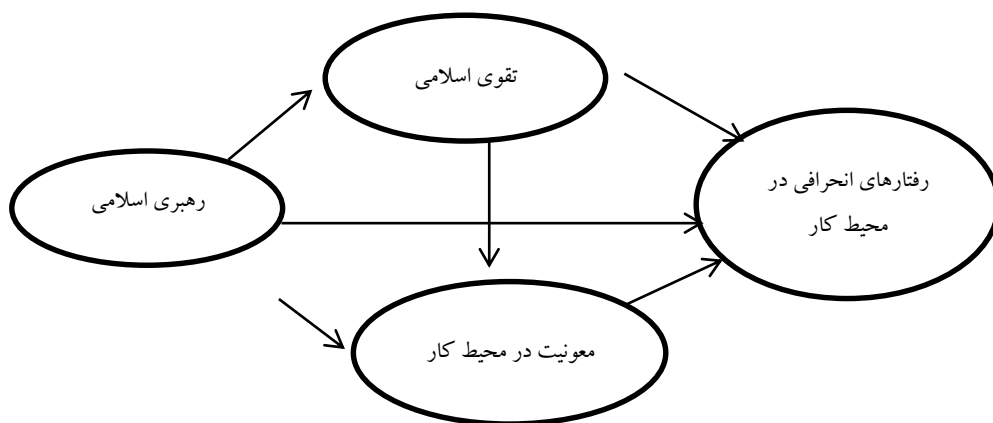 تقوی اسلامی
رهبری اسلامی
رفتارهای انحرافی در
محیط کار
معونیت در محیط کار